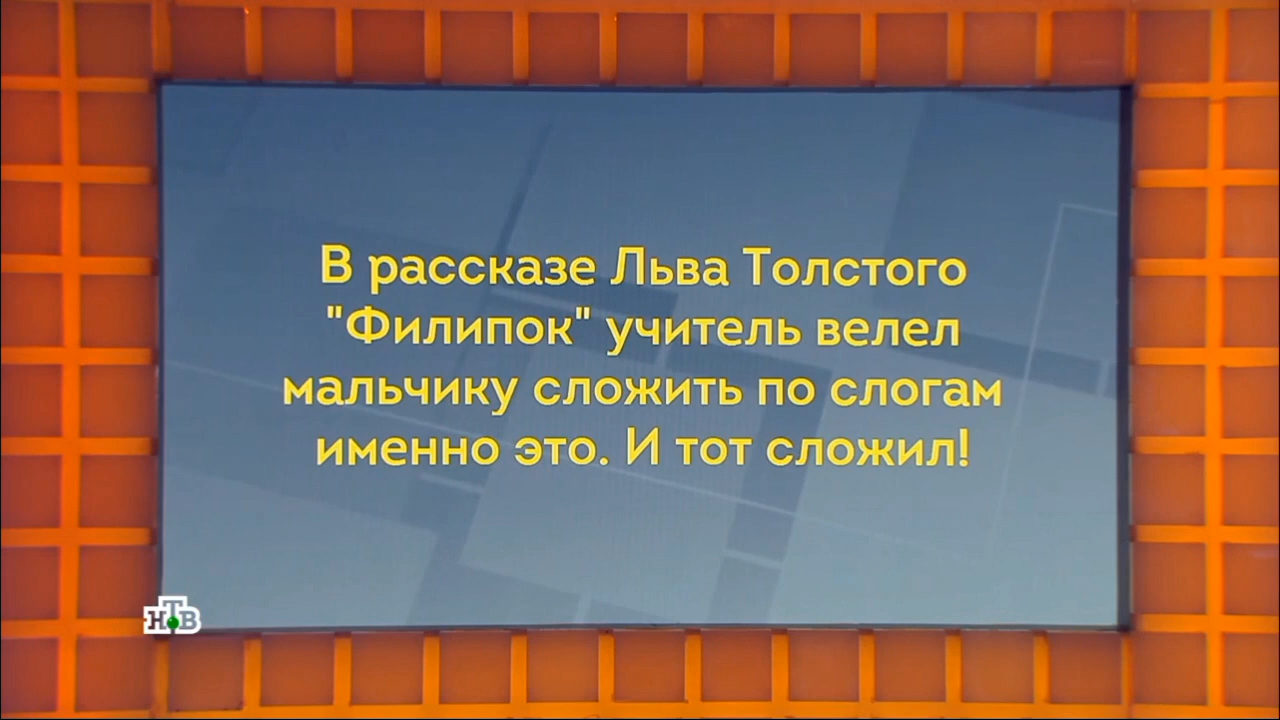 В рассказе Льва Толстого
"Филипок" учитель велел
мальчику сложить по слогам
именно это. И тот сложил!
НТВ